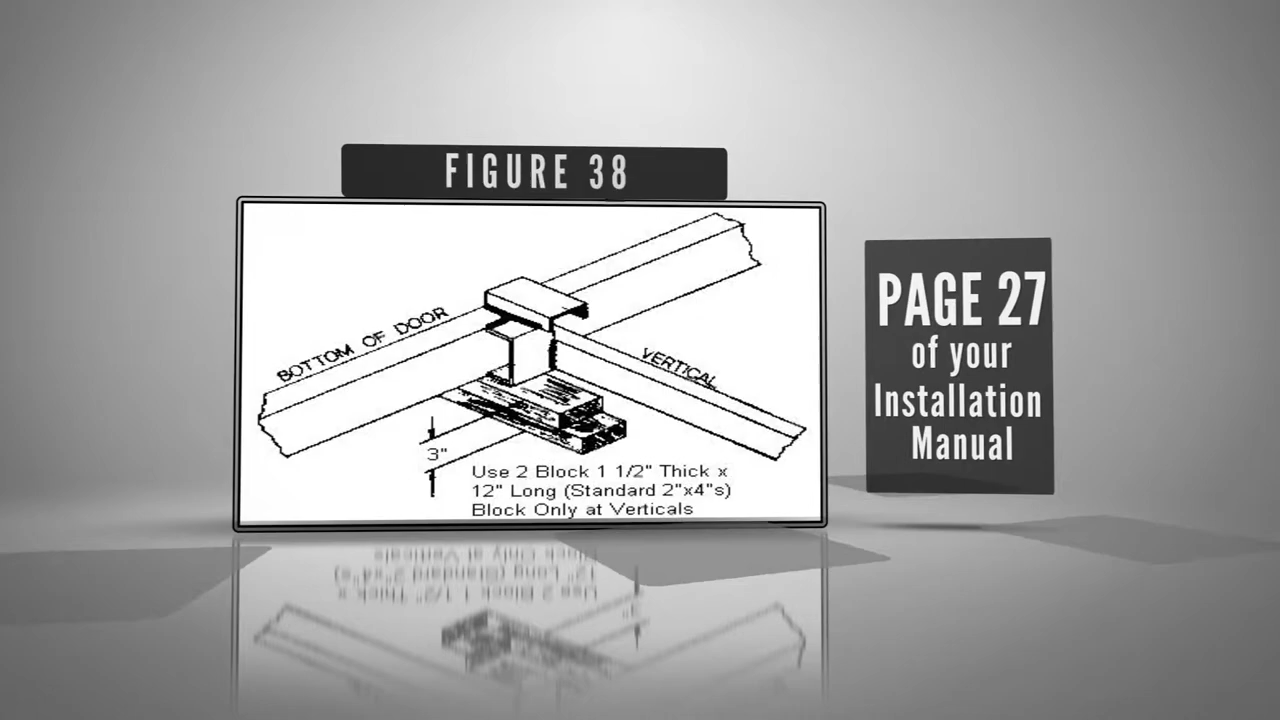 FIGURE 38
BOTTOM OF DOOR
VERTICAL
3"
Use 2 Block 1 1/2" Thick x
12" Long (Standard 2"x4"s)
Block Only at Verticals
PAGE 27
of your
Installation
Manual